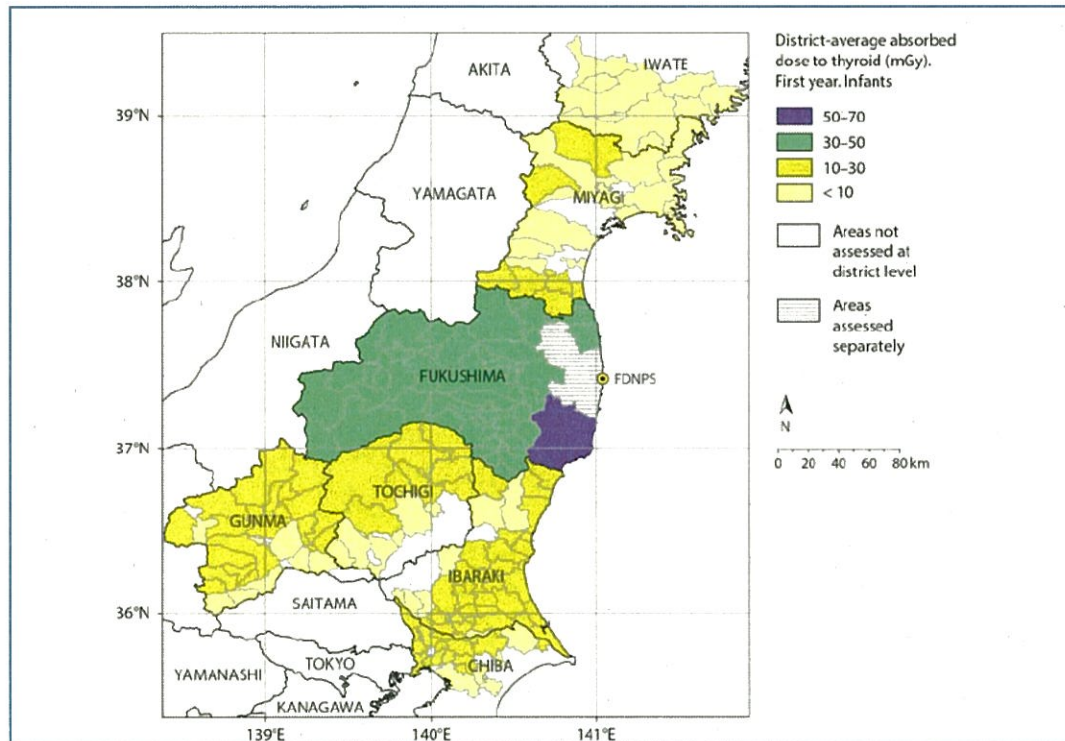 District-average absorbed
dose to thyroid (mGy).
First year. Infants
50–70
30–50
10–30
< 10
Areas not
assessed at
district level
Areas
assessed
separately
N
0 20 40 60 80 km
39°N
38°N
37°N
36°N
139°E
140°E
141°E
AKITA
IWATE
YAMAGATA
MIYAGI
NIIGATA
FUKUSHIMA
FDNPS
TOCHIGI
GUNMA
IBARAKI
SAITAMA
CHIBA
YAMANASHI
TOKYO
KANAGAWA